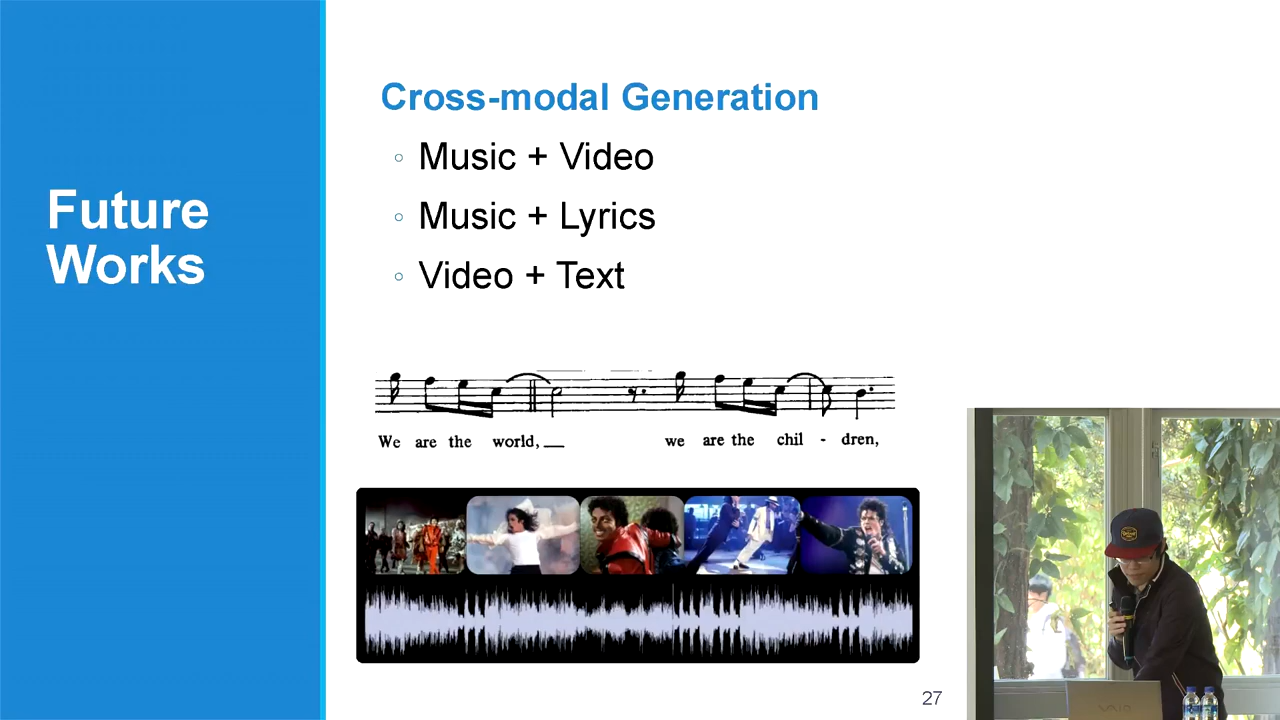 Future
Works
Cross-modal Generation
Music + Video
Music + Lyrics
Video + Text
We are the world, we are the chil - dren,
27
VAIO